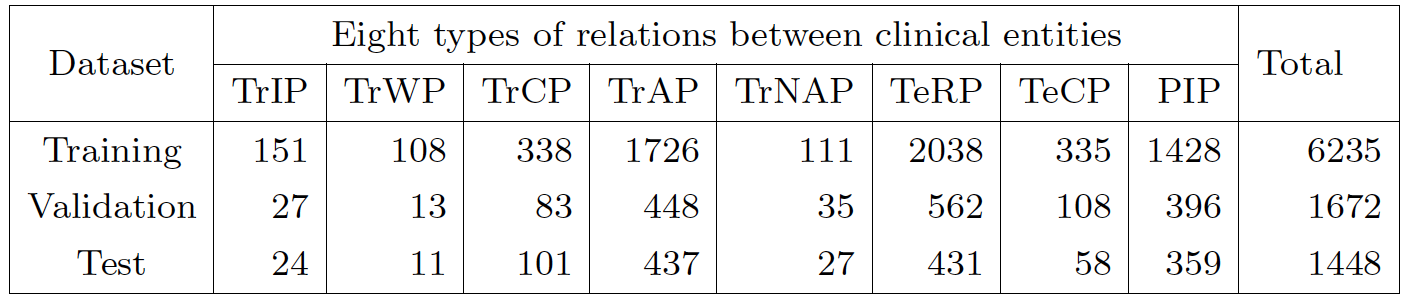 Dataset Eight types of relations between clinical entities Total
TrIP TrWP TrCP TrAP TrNAP TeRP TeCP PIP
Training 151 108 338 1726 111 2038 335 1428 6235
Validation 27 13 83 448 35 562 108 396 1672
Test 24 11 101 437 27 431 58 359 1448